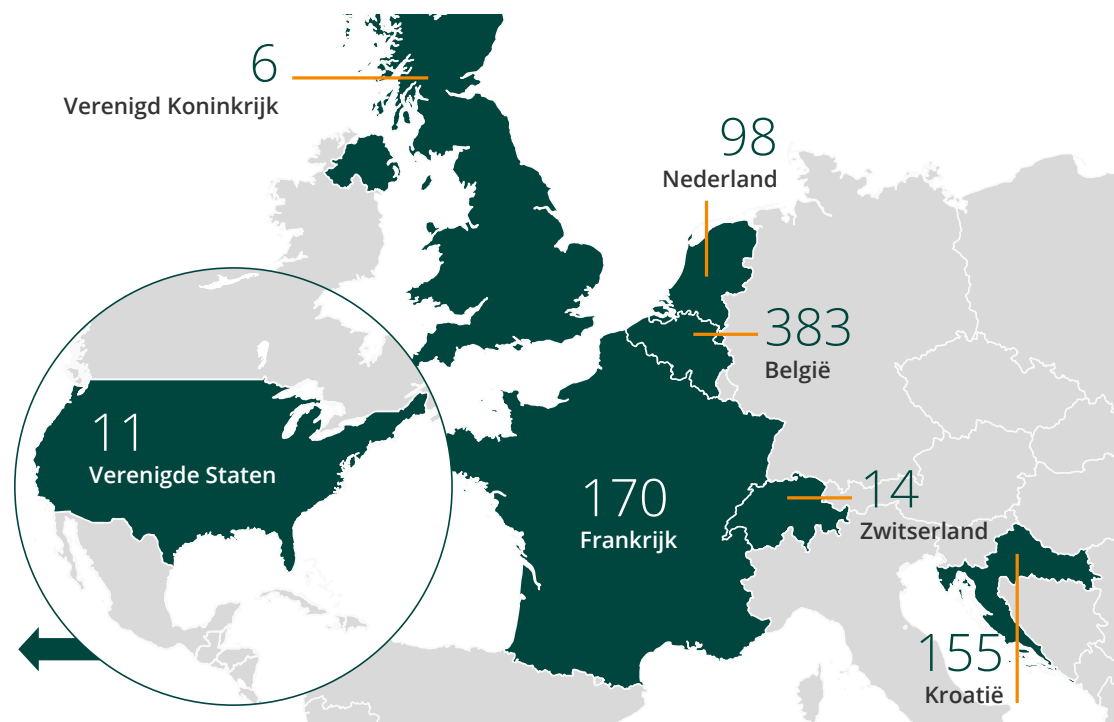 6
Verenigd Koninkrijk
98
Nederland
383
België
11
Verenigde Staten
170
Frankrijk
14
Zwitserland
155
Kroatië